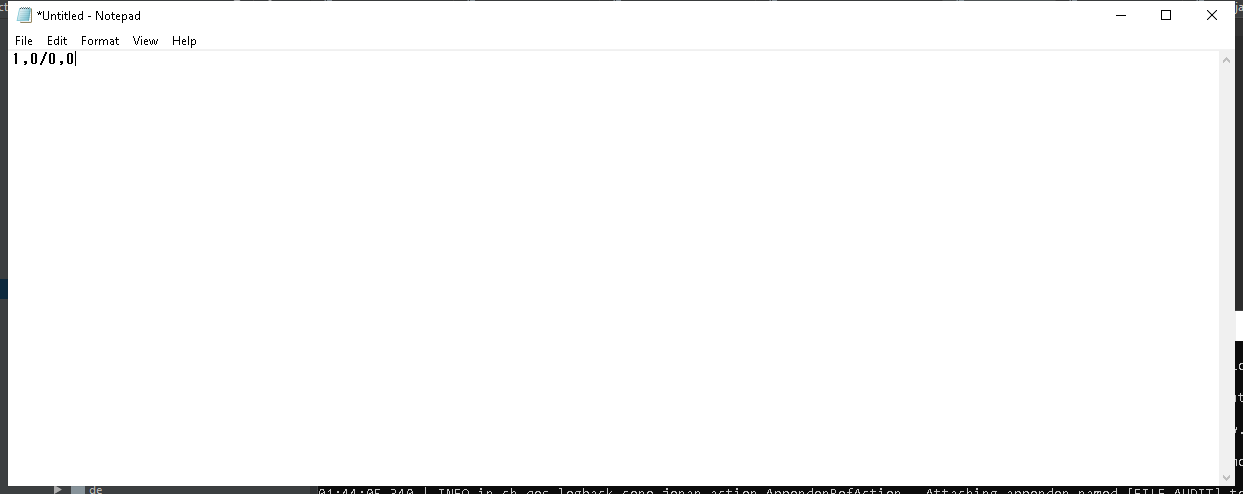 *Untitled - Notepad
File Edit Format View Help
1,0/0,0
de
01:44:05,340 | INFO in ch.qos.logback.core.joran.action.AppenderRefAction - Attaching appender named [FILE_AUDIT] t